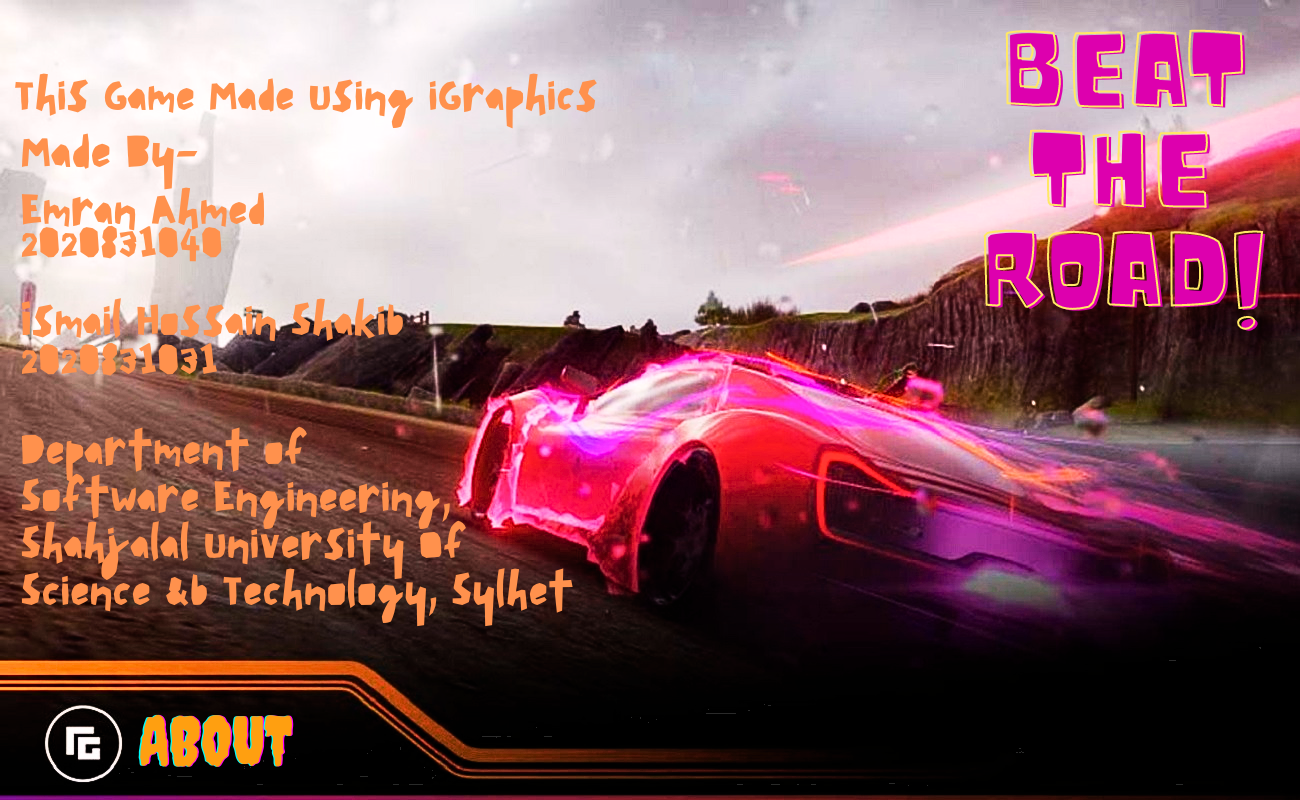 This Game Made Using iGraphics
Made By-
Emran Ahmed
2020831040
Ismail Hossain Shakib
2020831031
Department of
Software Engineering,
Shahjalal University of
Science &b Technology, Sylhet
BEAT
THE
ROAD!
ABOUT